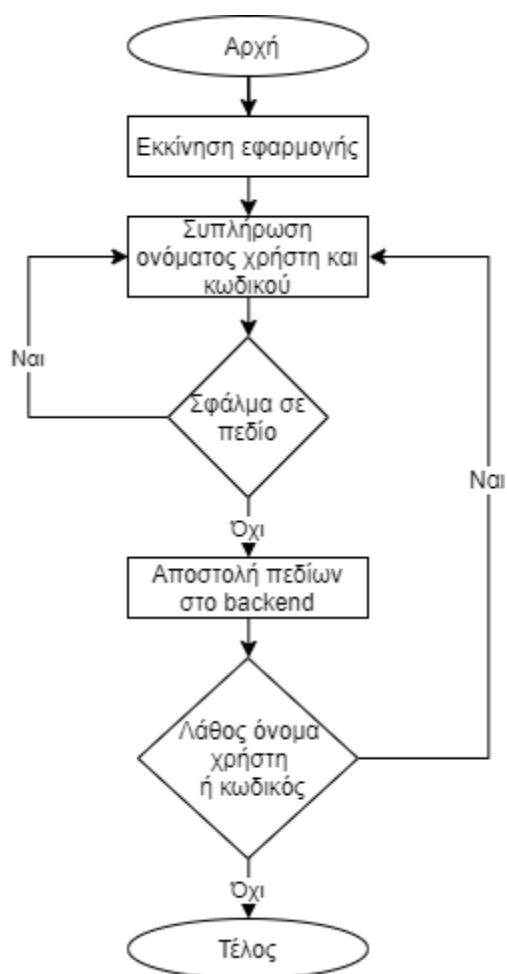 Αρχή
Εκκίνηση εφαρμογής
Συπλήρωση
ονόματος χρήστη και
κωδικού
Ναι
Σφάλμα σε
πεδίο
Ναι
Όχι
Αποστολή πεδίων
στο backend
Λάθος όνομα
χρήστη
ή κωδικός
Όχι
Τέλος